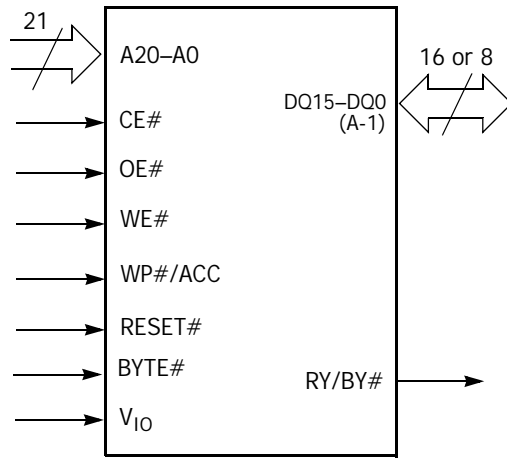 21
A20–A0
16 or 8
DQ15–DQ0
(A-1)
CE#
OE#
WE#
WP#/ACC
RESET#
BYTE#
RY/BY#
VIO